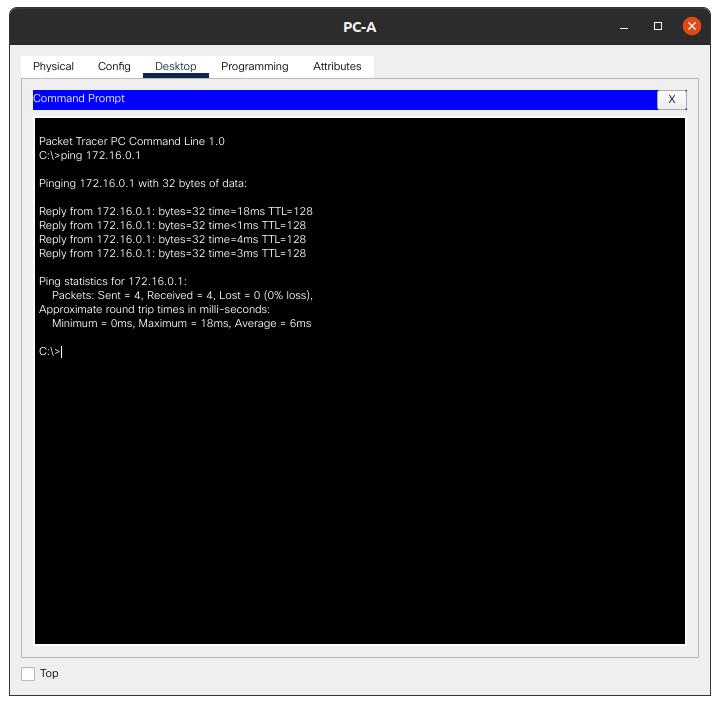 PC-A
Physical Config Desktop Programming Attributes
Command Prompt X
Packet Tracer PC Command Line 1.0
C:\>ping 172.16.0.1
Pinging 172.16.0.1 with 32 bytes of data:
Reply from 172.16.0.1: bytes=32 time=18ms TTL=128
Reply from 172.16.0.1: bytes=32 time<1ms TTL=128
Reply from 172.16.0.1: bytes=32 time=4ms TTL=128
Reply from 172.16.0.1: bytes=32 time=3ms TTL=128
Ping statistics for 172.16.0.1:
Packets: Sent = 4, Received = 4, Lost = 0 (0% loss),
Approximate round trip times in milli-seconds:
Minimum = 0ms, Maximum = 18ms, Average = 6ms
C:\>
Top